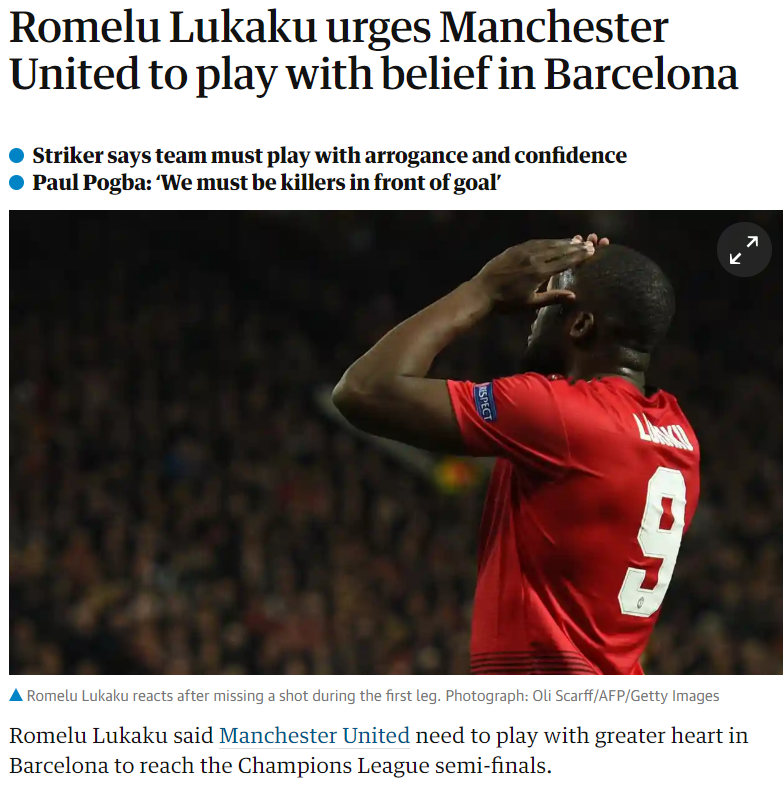 Romelu Lukaku urges Manchester
United to play with belief in Barcelona
Striker says team must play with arrogance and confidence
Paul Pogba: ‘We must be killers in front of goal’
RESPECT
LUKAKU
9
Romelu Lukaku reacts after missing a shot during the first leg. Photograph: Oli Scarff/AFP/Getty Images
Romelu Lukaku said Manchester United need to play with greater heart in
Barcelona to reach the Champions League semi-finals.